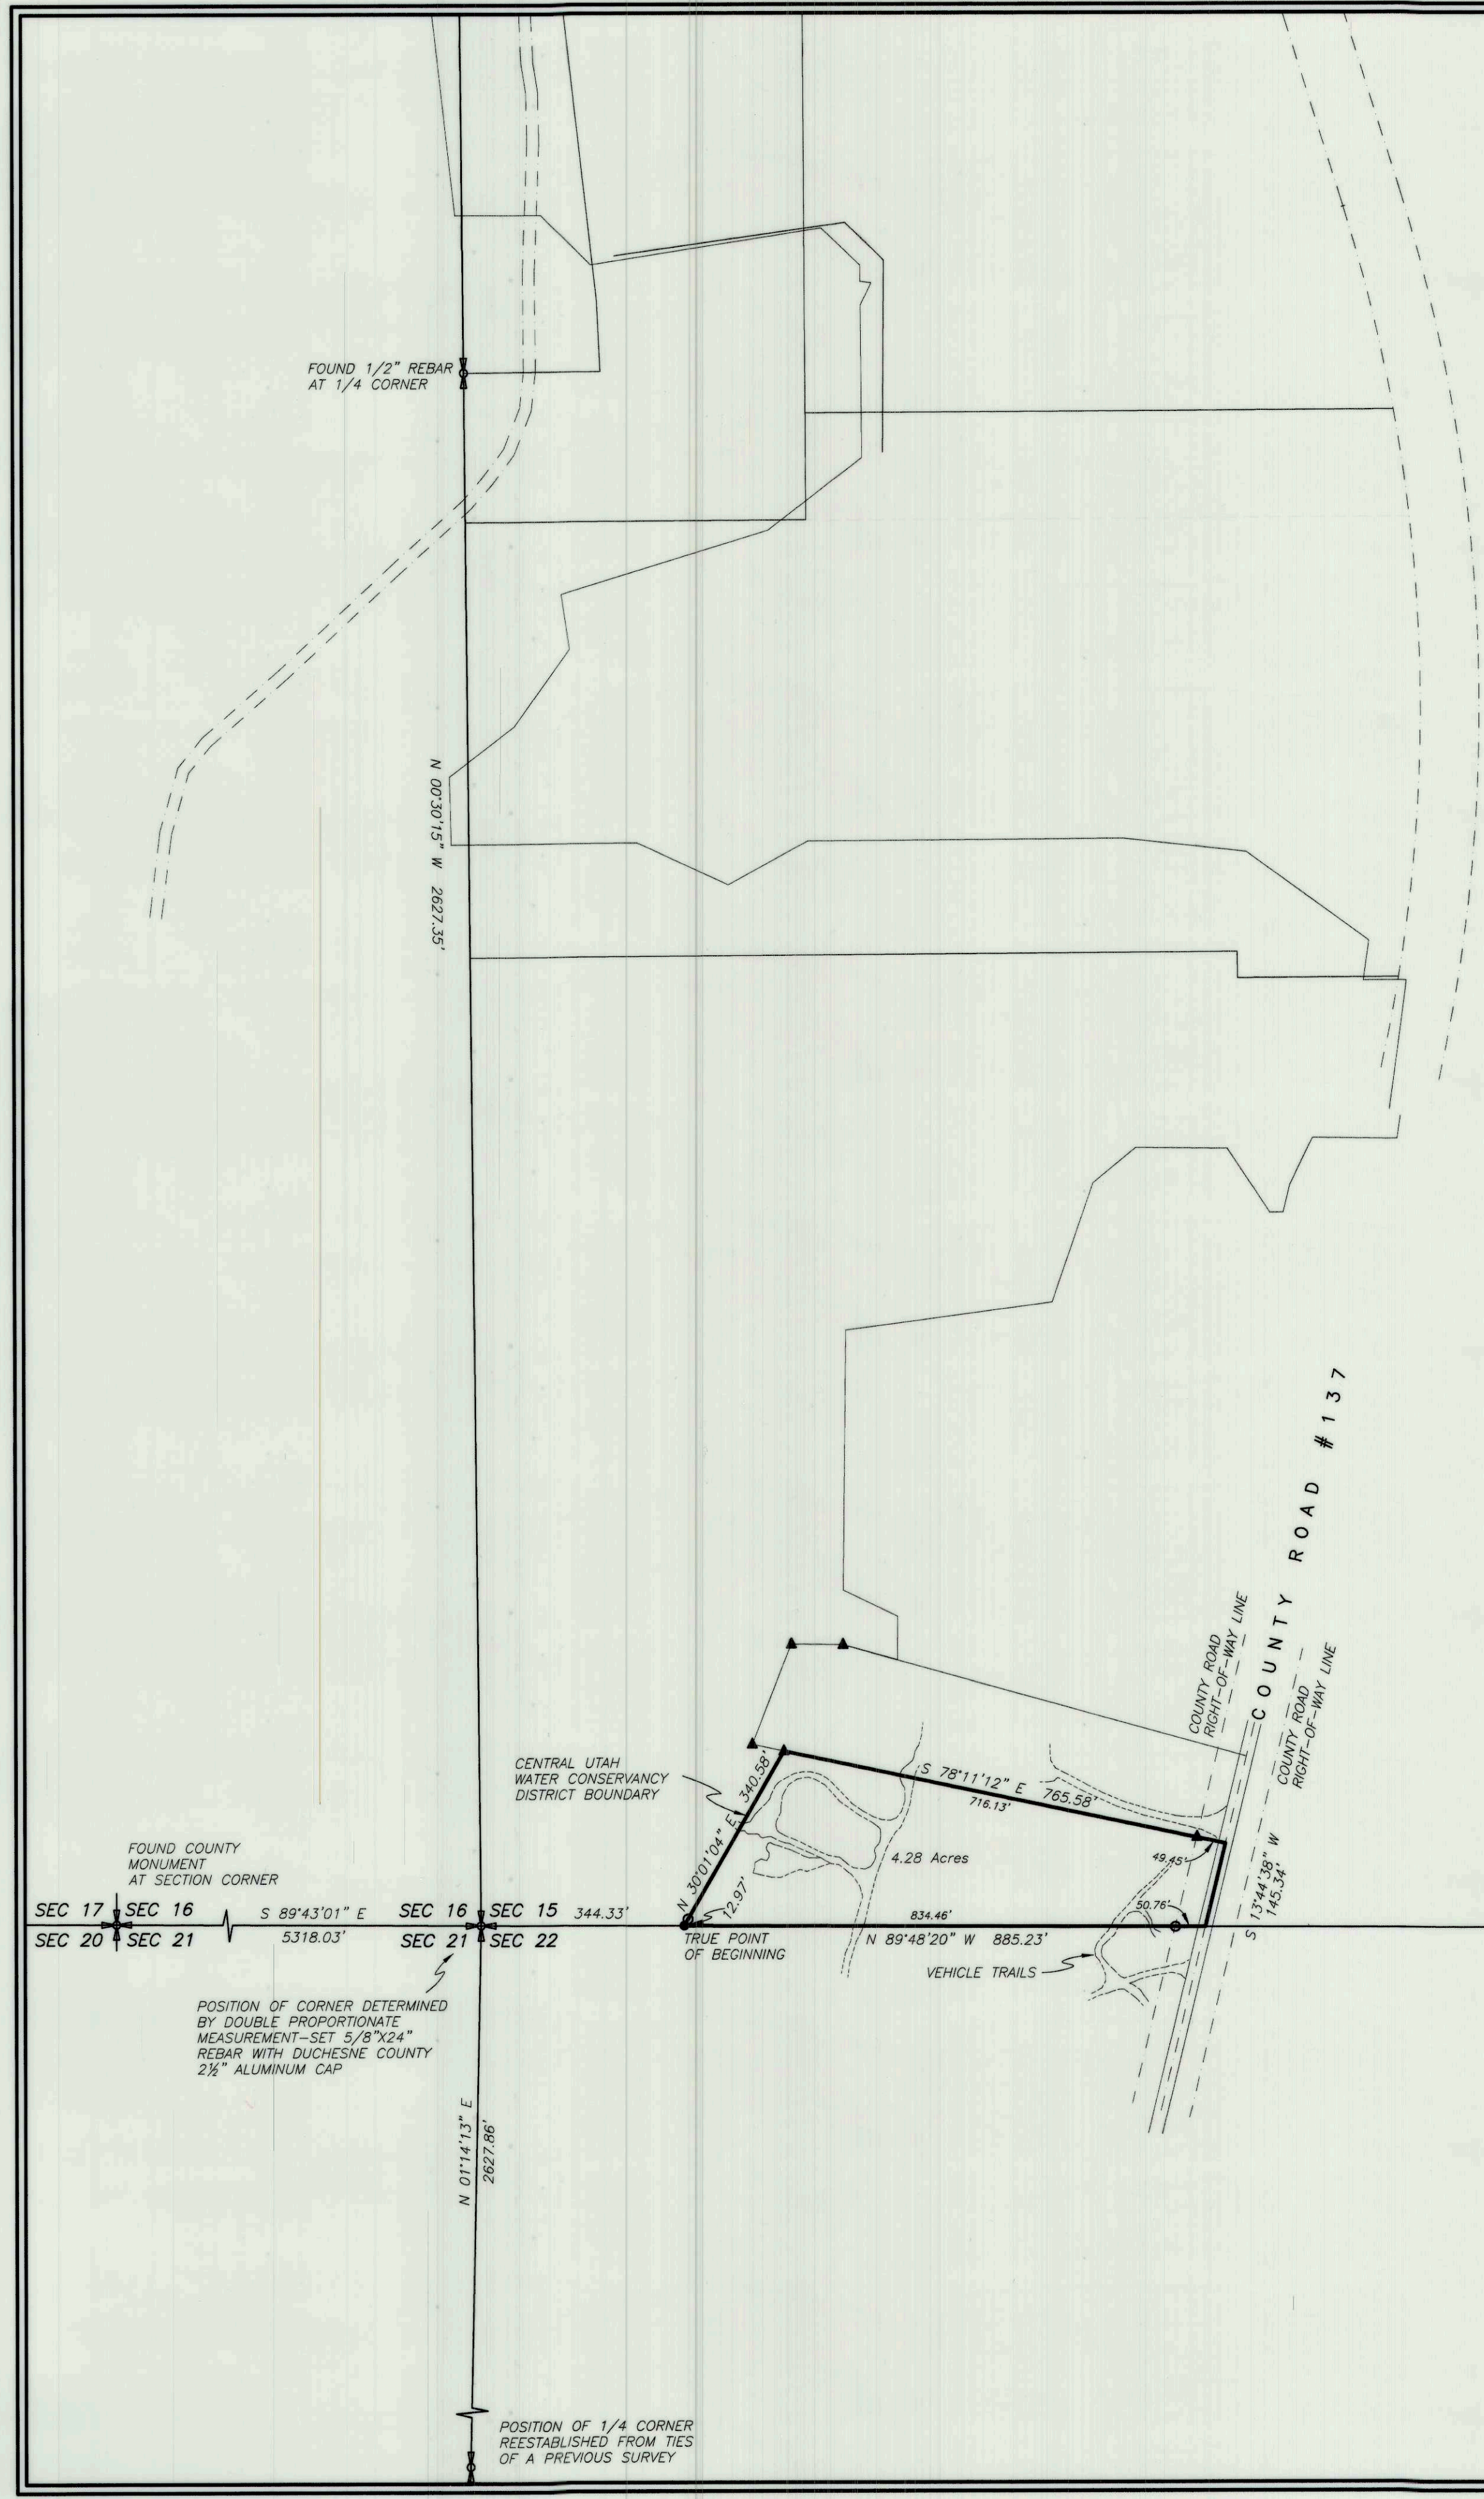 FOUND 1/2" REBAR
AT 1/4 CORNER
N 00°30'15" W 2627.35'
COUNTY ROAD #137
COUNTY ROAD
RIGHT-OF-WAY LINE
COUNTY ROAD
RIGHT-OF-WAY LINE
CENTRAL UTAH
WATER CONSERVANCY
DISTRICT BOUNDARY
N 30°01'04" E 340.58'
12.97'
S 78°11'12" E 765.58'
716.13'
49.45'
4.28 Acres
S 13°44'38" W
145.34'
FOUND COUNTY
MONUMENT
AT SECTION CORNER
SEC 17 SEC 16
SEC 20 SEC 21
S 89°43'01" E
5318.03'
SEC 16 SEC 15
SEC 21 SEC 22
344.33'
TRUE POINT
OF BEGINNING
834.46'
50.76'
N 89°48'20" W 885.23'
VEHICLE TRAILS
POSITION OF CORNER DETERMINED
BY DOUBLE PROPORTIONATE
MEASUREMENT-SET 5/8"X24"
REBAR WITH DUCHESNE COUNTY
2½" ALUMINUM CAP
N 01°14'13" E
2627.86'
POSITION OF 1/4 CORNER
REESTABLISHED FROM TIES
OF A PREVIOUS SURVEY